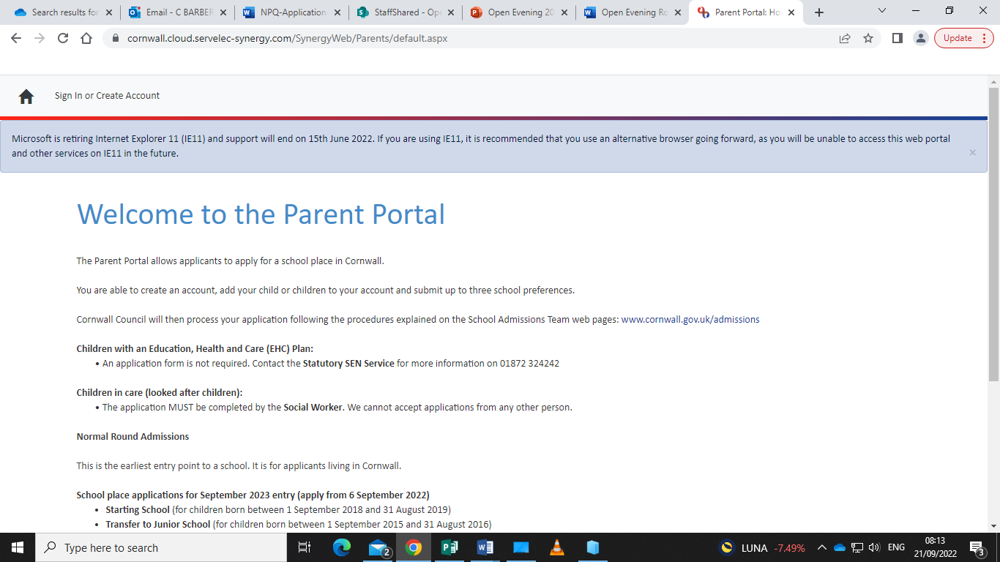 Search results for
Email - C BARBER
NPQ-Application
StaffShared - Ope
Open Evening 20
Open Evening Ro
Parent Portal: Ho
cornwall.cloud.servelec-synergy.com/SynergyWeb/Parents/default.aspx
Update
Sign In or Create Account
Microsoft is retiring Internet Explorer 11 (IE11) and support will end on 15th June 2022. If you are using IE11, it is recommended that you use an alternative browser going forward, as you will be unable to access this web portal
and other services on IE11 in the future.
Welcome to the Parent Portal
The Parent Portal allows applicants to apply for a school place in Cornwall.
You are able to create an account, add your child or children to your account and submit up to three school preferences.
Cornwall Council will then process your application following the procedures explained on the School Admissions Team web pages: www.cornwall.gov.uk/admissions
Children with an Education, Health and Care (EHC) Plan:
• An application form is not required. Contact the Statutory SEN Service for more information on 01872 324242
Children in care (looked after children):
• The application MUST be completed by the Social Worker. We cannot accept applications from any other person.
Normal Round Admissions
This is the earliest entry point to a school. It is for applicants living in Cornwall.
School place applications for September 2023 entry (apply from 6 September 2022)
• Starting School (for children born between 1 September 2018 and 31 August 2019)
• Transfer to Junior School (for children born between 1 September 2015 and 31 August 2016)
Type here to search
2
LUNA -7.49%
ENG
08:13
21/09/2022
3